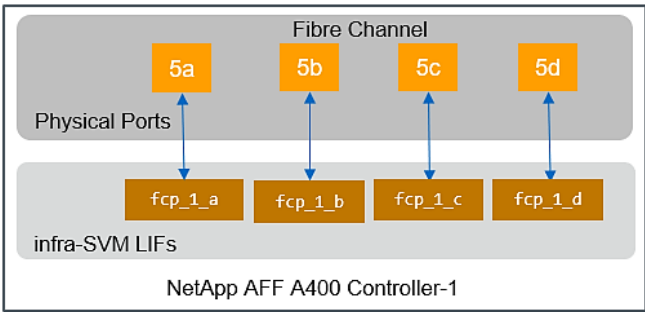 Fibre Channel
5a 5b 5c 5d
Physical Ports
fcp_1_a fcp_1_b fcp_1_c fcp_1_d
infra-SVM LIFs
NetApp AFF A400 Controller-1